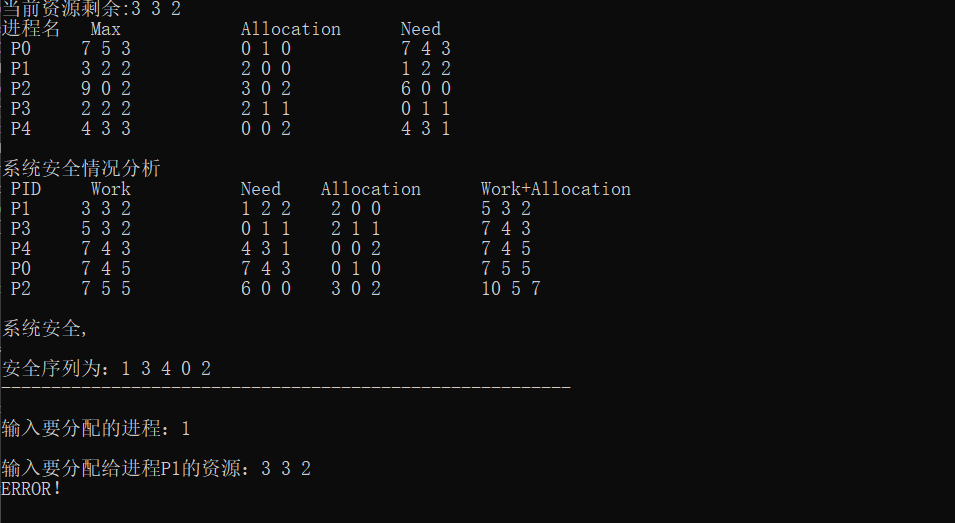 当前资源剩余:3 3 2
进程名 Max Allocation Need
P0 7 5 3 0 1 0 7 4 3
P1 3 2 2 2 0 0 1 2 2
P2 9 0 2 3 0 2 6 0 0
P3 2 2 2 2 1 1 0 1 1
P4 4 3 3 0 0 2 4 3 1
系统安全情况分析
PID Work Need Allocation Work+Allocation
P1 3 3 2 1 2 2 2 0 0 5 3 2
P3 5 3 2 0 1 1 2 1 1 7 4 3
P4 7 4 3 4 3 1 0 0 2 7 4 5
P0 7 4 5 7 4 3 0 1 0 7 5 5
P2 7 5 5 6 0 0 3 0 2 10 5 7
系统安全,
安全序列为: 1 3 4 0 2
---------------------------------------------------------
输入要分配的进程: 1
输入要分配给进程P1的资源: 3 3 2
ERROR!